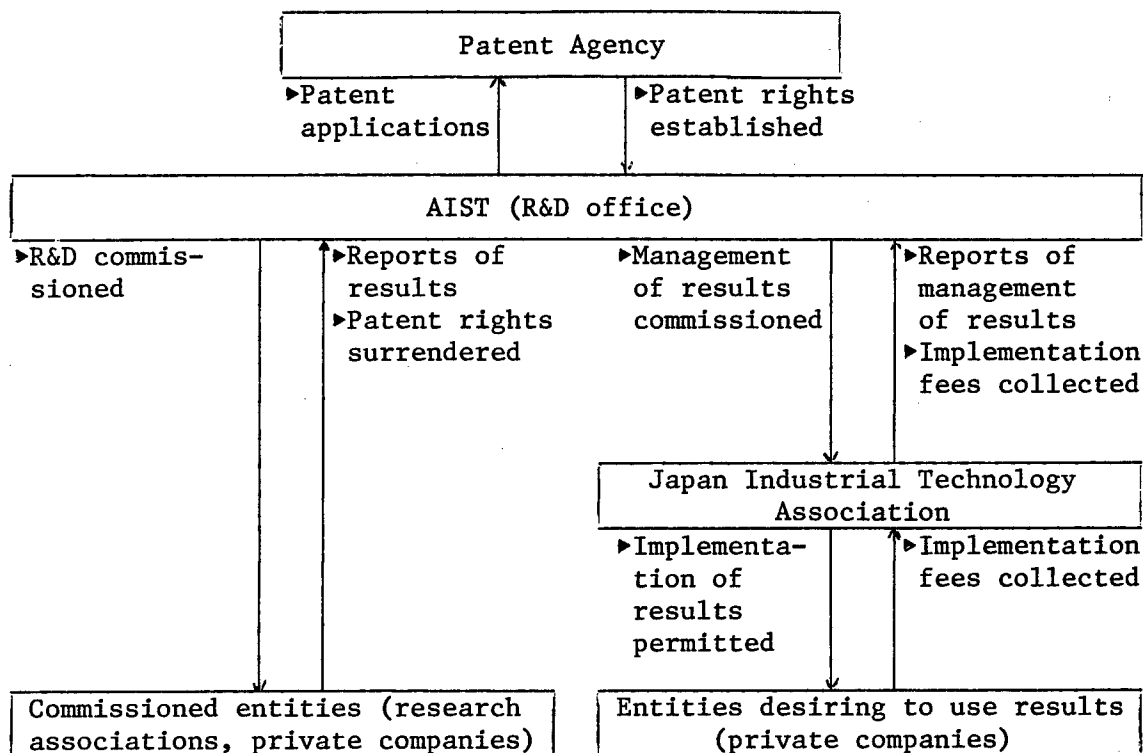 Patent Agency
▶Patent
applications
▶Patent rights
established
AIST (R&D office)
▶R&D commis-
sioned
▶Reports of
results
▶Patent rights
surrendered
▶Management
of results
commissioned
▶Reports of
management
of results
▶Implementation
fees collected
Japan Industrial Technology
Association
▶Implementa-
tion of
results
permitted
▶Implementation
fees collected
Commissioned entities (research
associations, private companies)
Entities desiring to use results
(private companies)